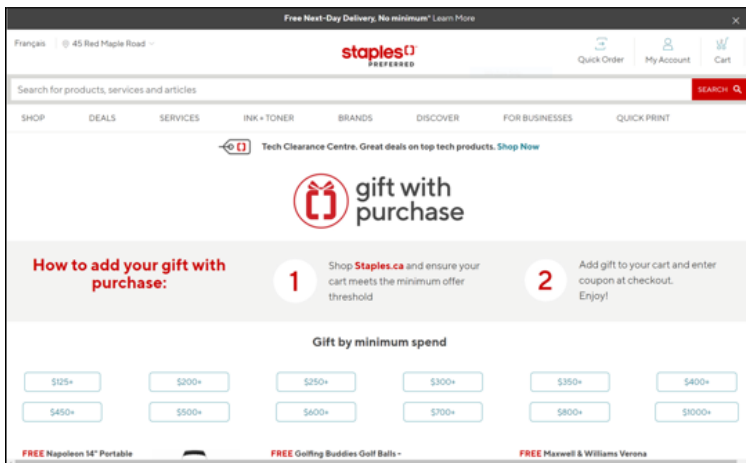 Free Next-Day Delivery, No minimum* Learn More
Français
45 Red Maple Road
staples
PREFERRED
Quick Order
My Account
Cart
Search for products, services and articles
SEARCH
SHOP
DEALS
SERVICES
INK + TONER
BRANDS
DISCOVER
FOR BUSINESSES
QUICK PRINT
Tech Clearance Centre. Great deals on top tech products. Shop Now
gift with
purchase
How to add your gift with
purchase:
1
Shop Staples.ca and ensure your
cart meets the minimum offer
threshold
2
Add gift to your cart and enter
coupon at checkout.
Enjoy!
Gift by minimum spend
$125+
$200+
$250+
$300+
$350+
$400+
$450+
$500+
$600+
$700+
$800+
$1000+
FREE Napoleon 14" Portable
FREE Golfing Buddies Golf Balls -
FREE Maxwell & Williams Verona